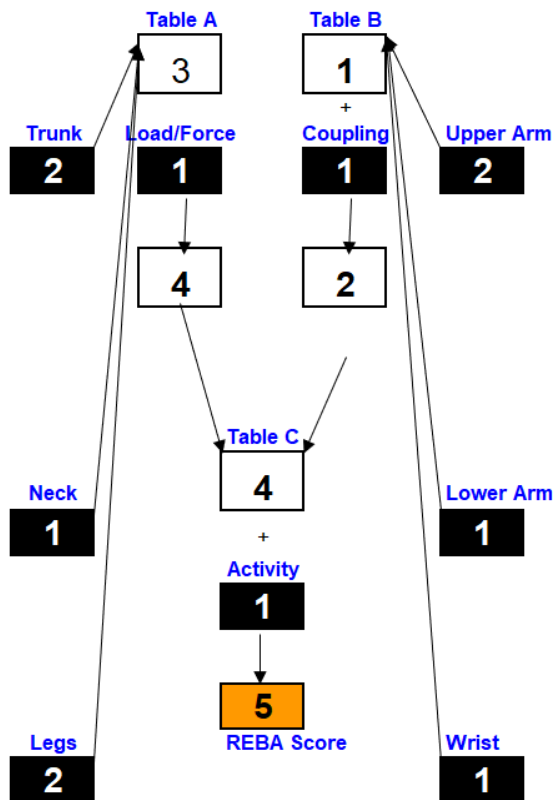 Table A Table B
3 1
+
Trunk Load/Force Coupling Upper Arm
2 1 1 2
4 2
Table C
4
Neck Lower Arm
1 1
+
Activity
1
5
REBA Score
Legs Wrist
2 1